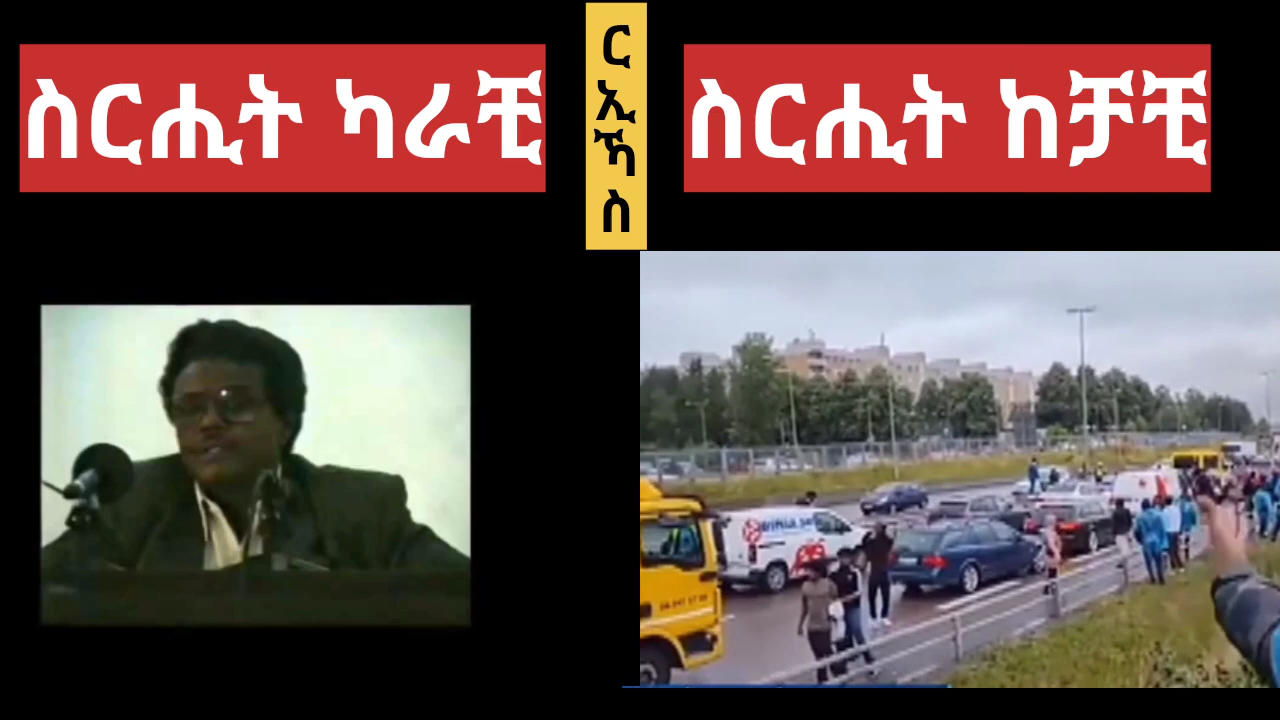 ስርሒት ካራቺ
ር
ኢ
ኻ
ስ
ስርሒት ከቻቺ